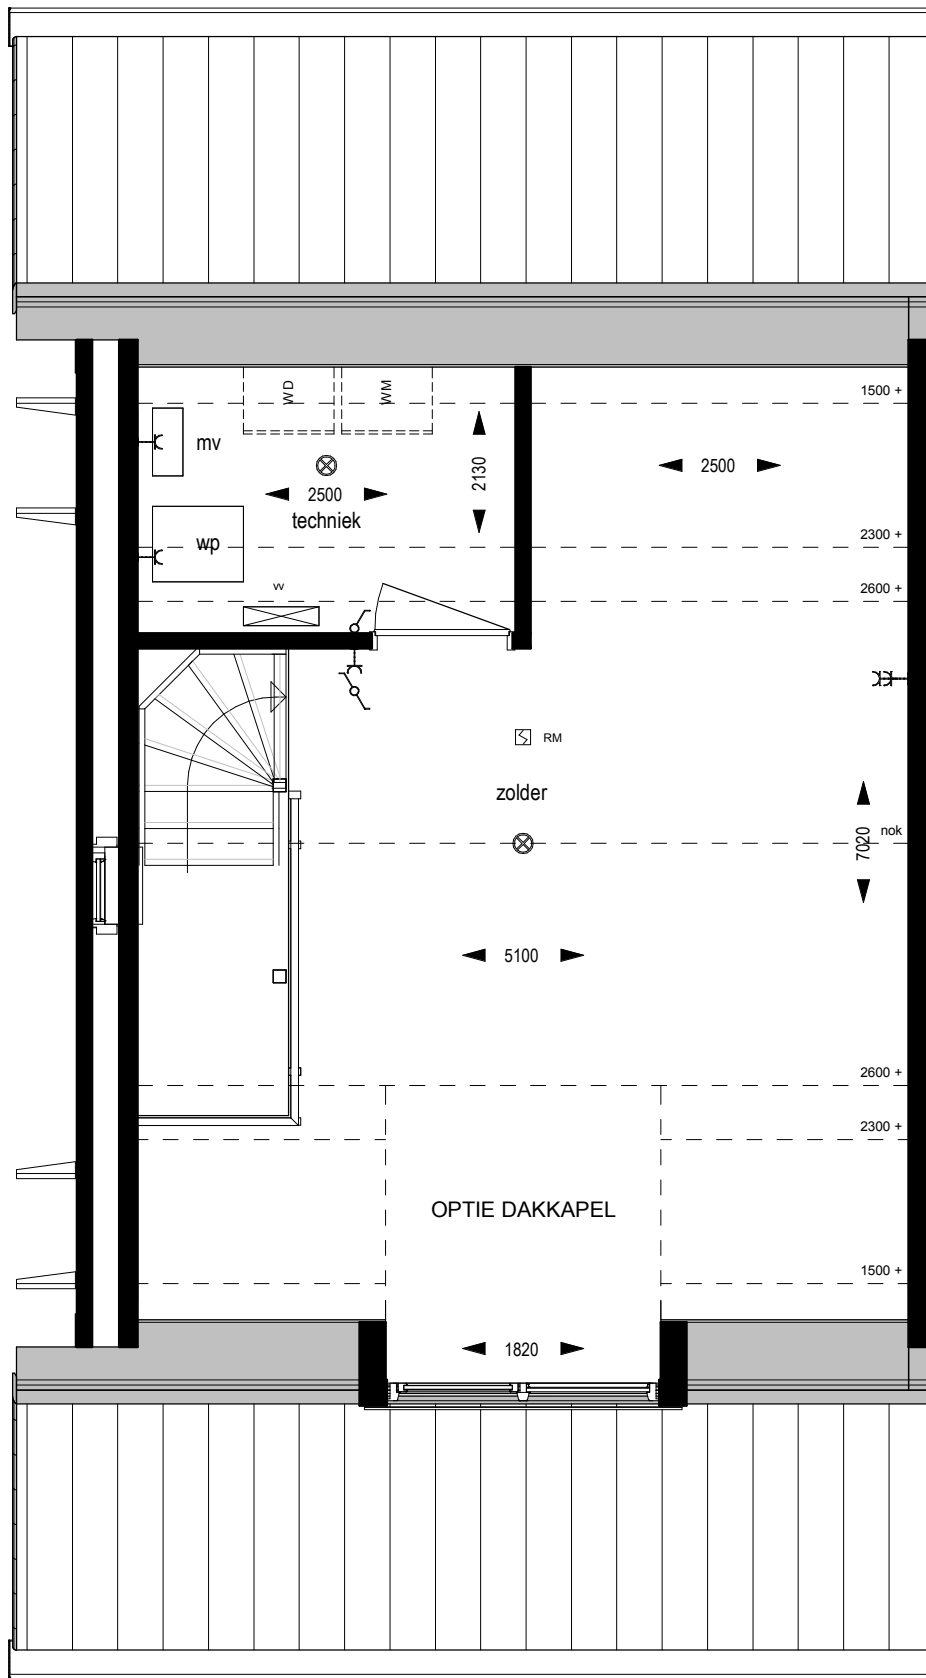 WD
WM
1500 +
mv
2130
2500
2500
techniek
2300 +
wp
vv
2600 +
RM
zolder
7020
nok
5100
2600 +
2300 +
OPTIE DAKKAPEL
1500 +
1820